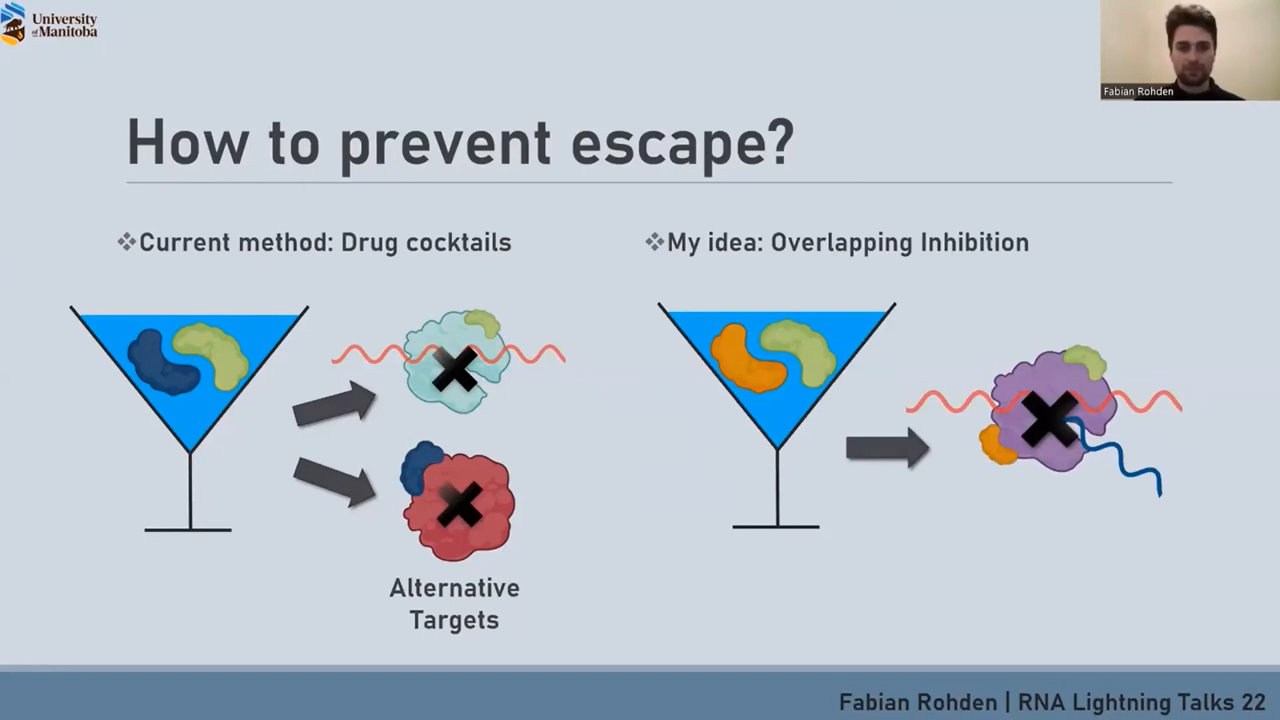 University
of Manitoba
Fabian Rohden
How to prevent escape?
❖Current method: Drug cocktails
❖My idea: Overlapping Inhibition
Alternative
Targets
Fabian Rohden | RNA Lightning Talks 22